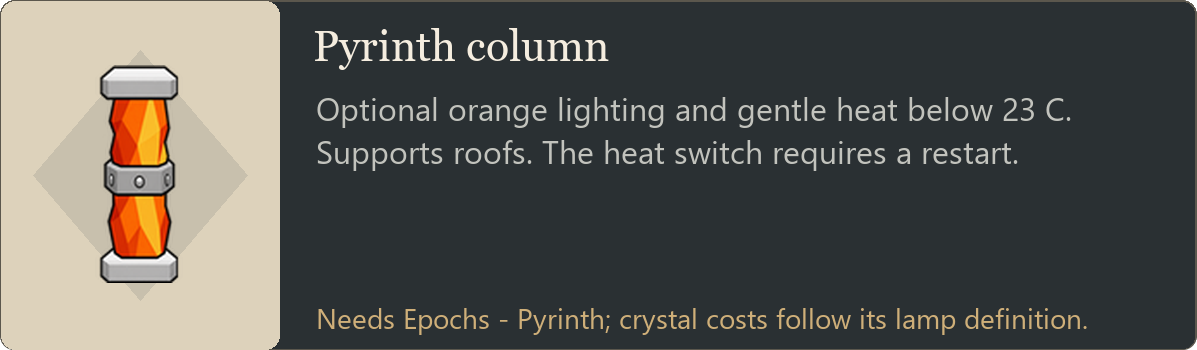 Pyrinth column
Optional orange lighting and gentle heat below 23 C.
Supports roofs. The heat switch requires a restart.
Needs Epochs - Pyrinth; crystal costs follow its lamp definition.